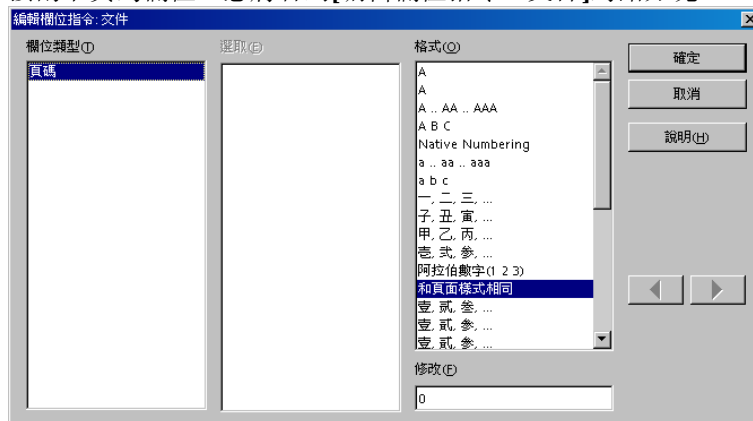 編輯欄位指令: 文件
欄位類型(T)
頁碼
選取(E)
格式(O)
A
A
A .. AA .. AAA
A B C
Native Numbering
a .. aa .. aaa
a b c
一, 二, 三, ...
子, 丑, 寅, ...
甲, 乙, 丙, ...
壱, 弐, 参, ...
阿拉伯數字(1 2 3)
和頁面樣式相同
壹, 貳, 叄, ...
壹, 貳, 參, ...
壹, 貳, 參, ...
修改(F)
0
確定
取消
說明(H)